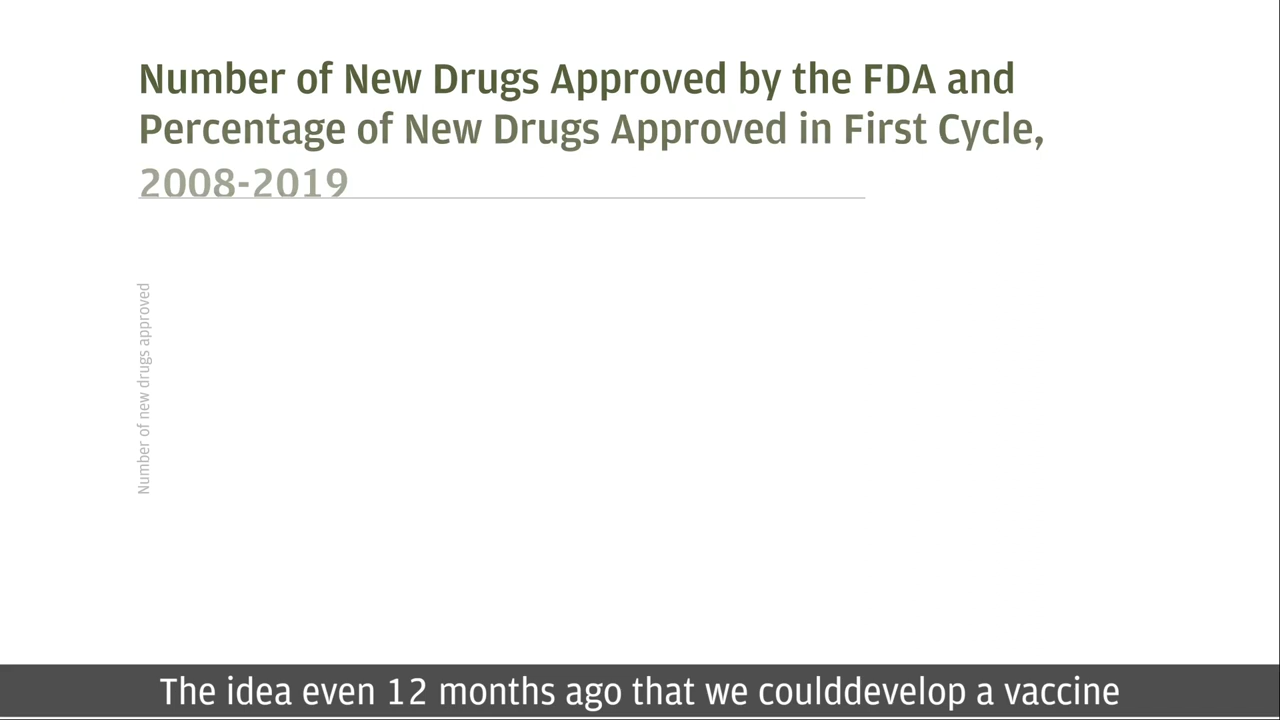 Number of New Drugs Approved by the FDA and
Percentage of New Drugs Approved in First Cycle,
2008-2019
Number of new drugs approved
The idea even 12 months ago that we coulddevelop a vaccine